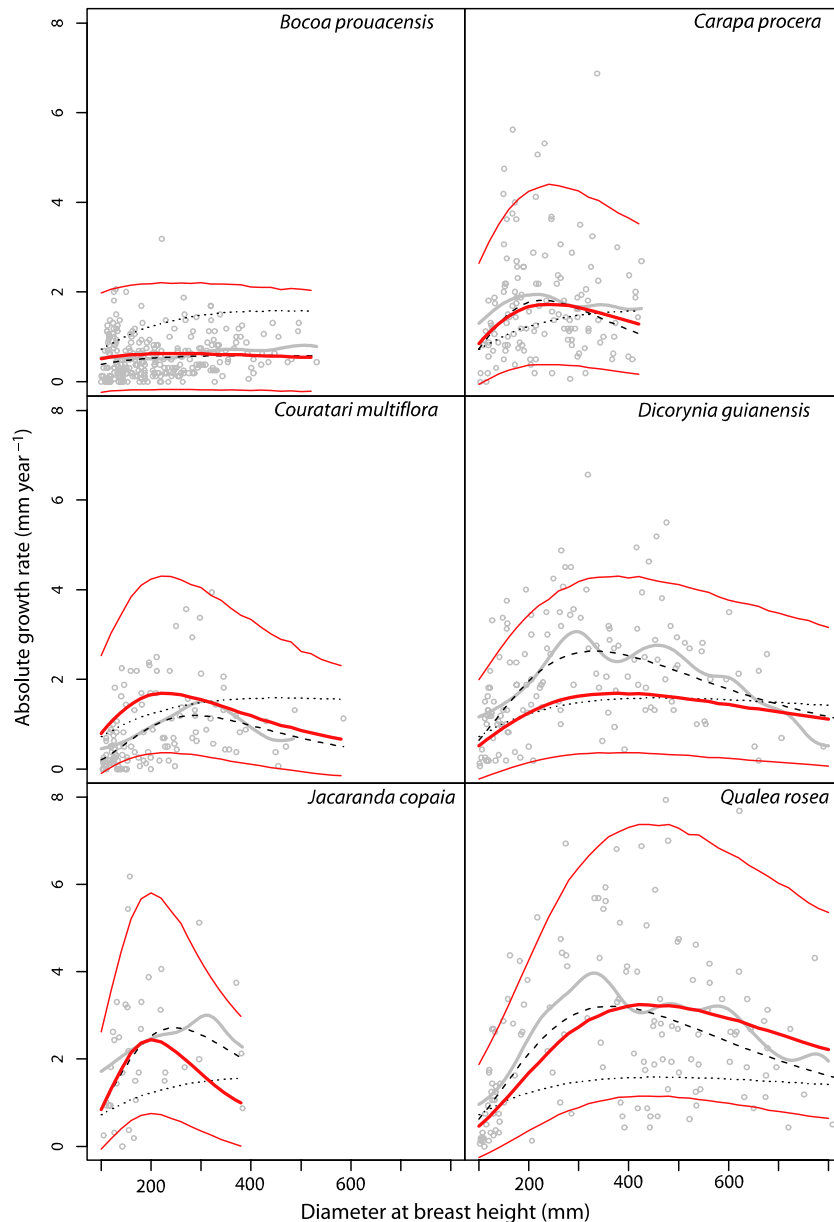 Bocoa prouacensis
Carapa procera
8
6
4
2
0
Couratari multiflora
Dicorynia guianensis
8
6
4
2
0
Absolute growth rate (mm year⁻¹)
Jacaranda copaia
Qualea rosea
8
6
4
2
0
200 400 600 200 400 600
Diameter at breast height (mm)